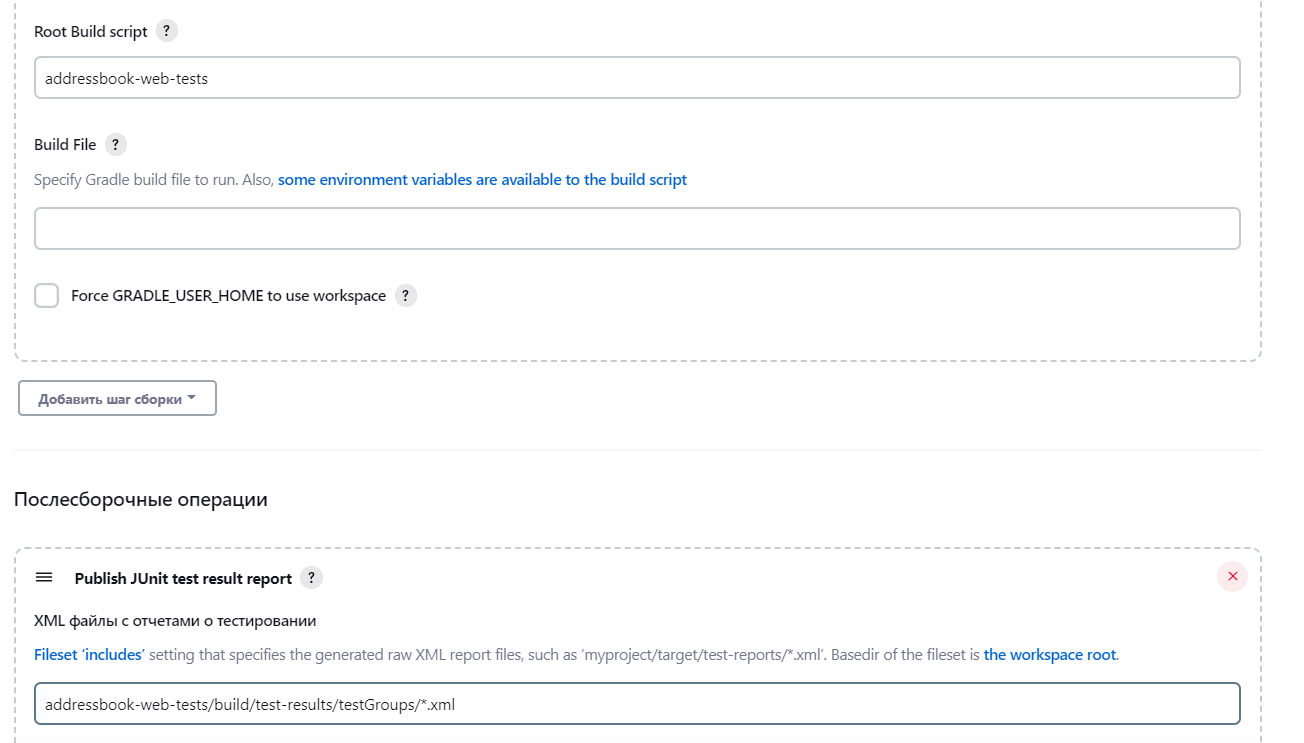 Root Build script ?
addressbook-web-tests
Build File ?
Specify Gradle build file to run. Also, some environment variables are available to the build script
Force GRADLE_USER_HOME to use workspace ?
Добавить шаг сборки
Послесборочные операции
Publish JUnit test result report ?
XML файлы с отчетами о тестировании
Fileset ‘includes’ setting that specifies the generated raw XML report files, such as ‘myproject/target/test-reports/*.xml’. Basedir of the fileset is the workspace root.
addressbook-web-tests/build/test-results/testGroups/*.xml